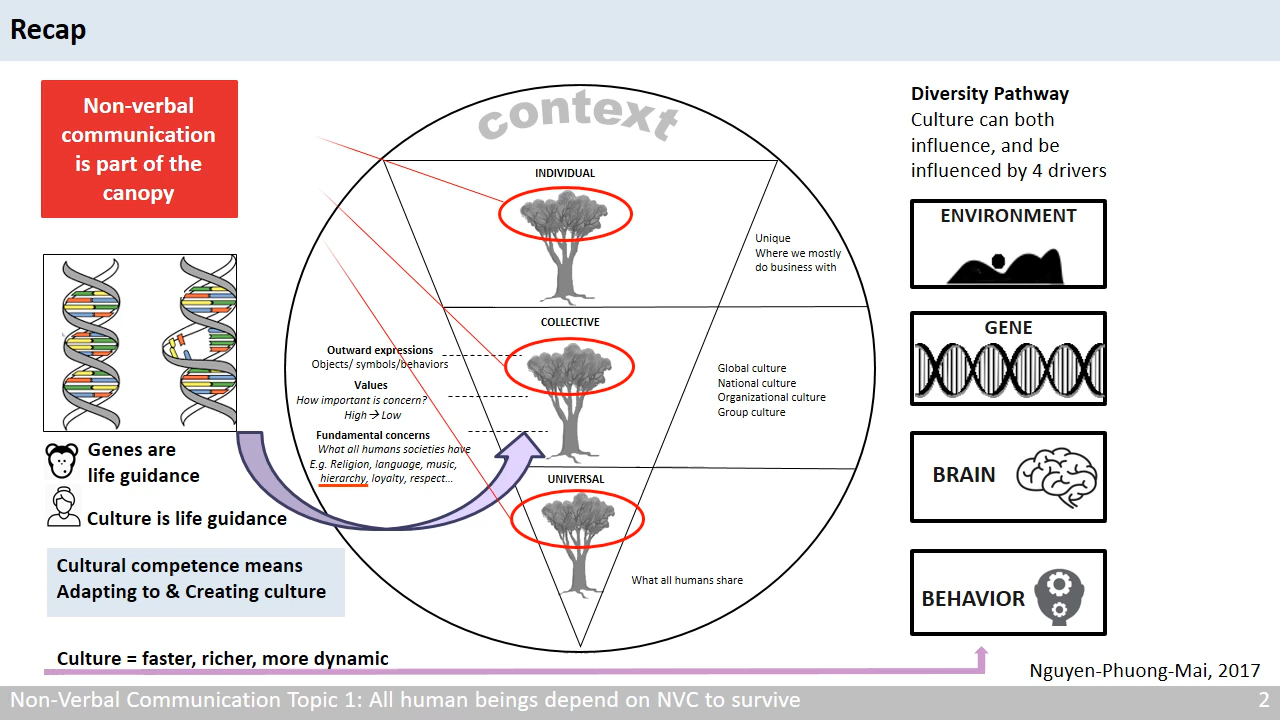 Recap
Non-verbal
communication
is part of the
canopy
Genes are
life guidance
Culture is life guidance
Cultural competence means
Adapting to & Creating culture
Culture = faster, richer, more dynamic
context
INDIVIDUAL
Unique
Where we mostly
do business with
COLLECTIVE
Outward expressions
Objects/ symbols/behaviors
Values
How important is concern?
High → Low
Fundamental concerns
What all humans societies have
E.g. Religion, language, music,
hierarchy, loyalty, respect...
Global culture
National culture
Organizational culture
Group culture
UNIVERSAL
What all humans share
Diversity Pathway
Culture can both
influence, and be
influenced by 4 drivers
ENVIRONMENT
GENE
BRAIN
BEHAVIOR
Nguyen-Phuong-Mai, 2017
Non-Verbal Communication Topic 1: All human beings depend on NVC to survive
2